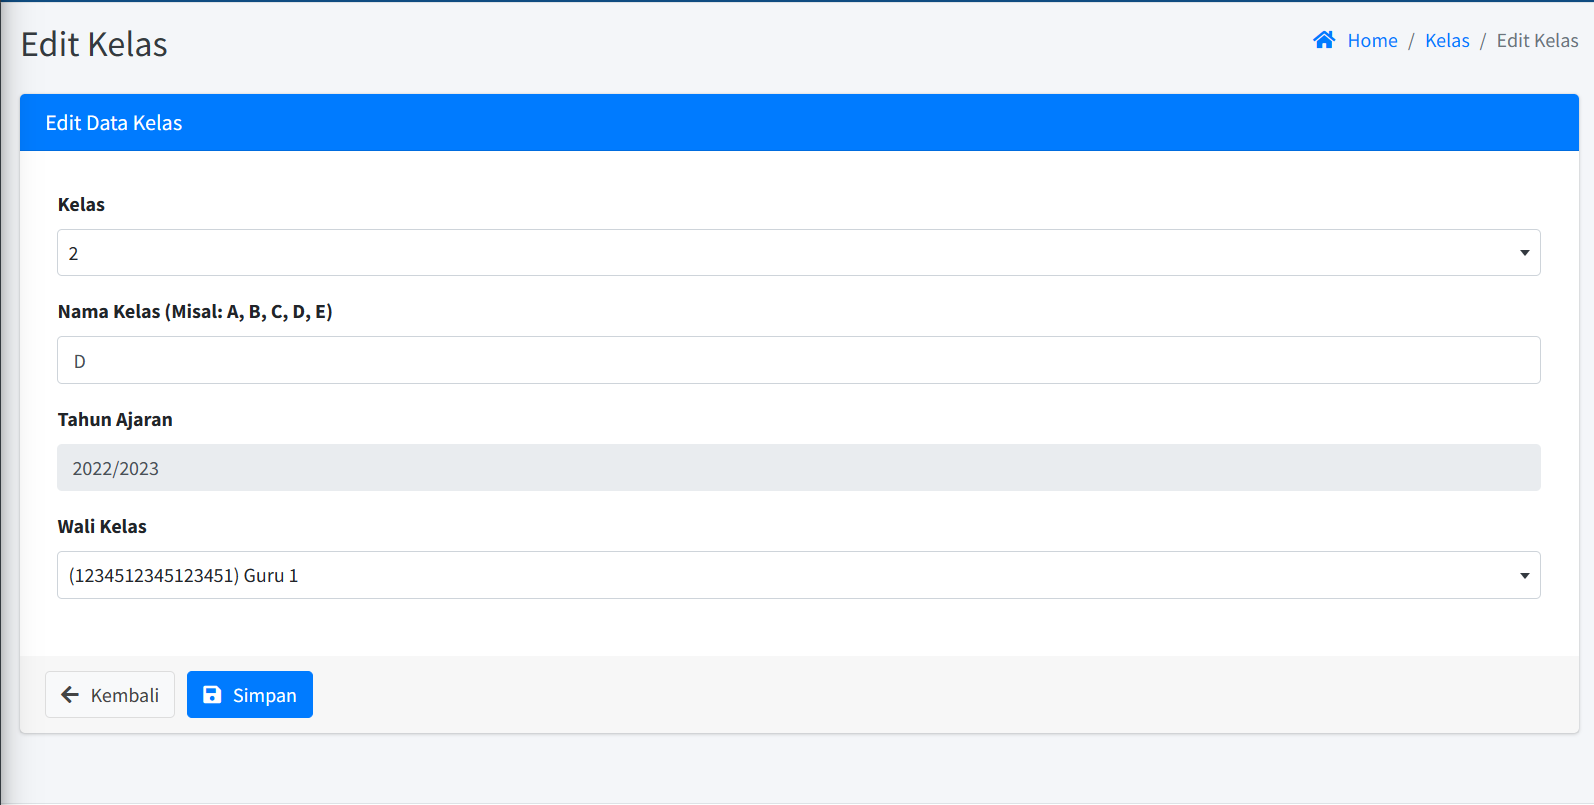 Edit Kelas
Home / Kelas / Edit Kelas
Edit Data Kelas
Kelas
2
Nama Kelas (Misal: A, B, C, D, E)
D
Tahun Ajaran
2022/2023
Wali Kelas
(1234512345123451) Guru 1
Kembali
Simpan